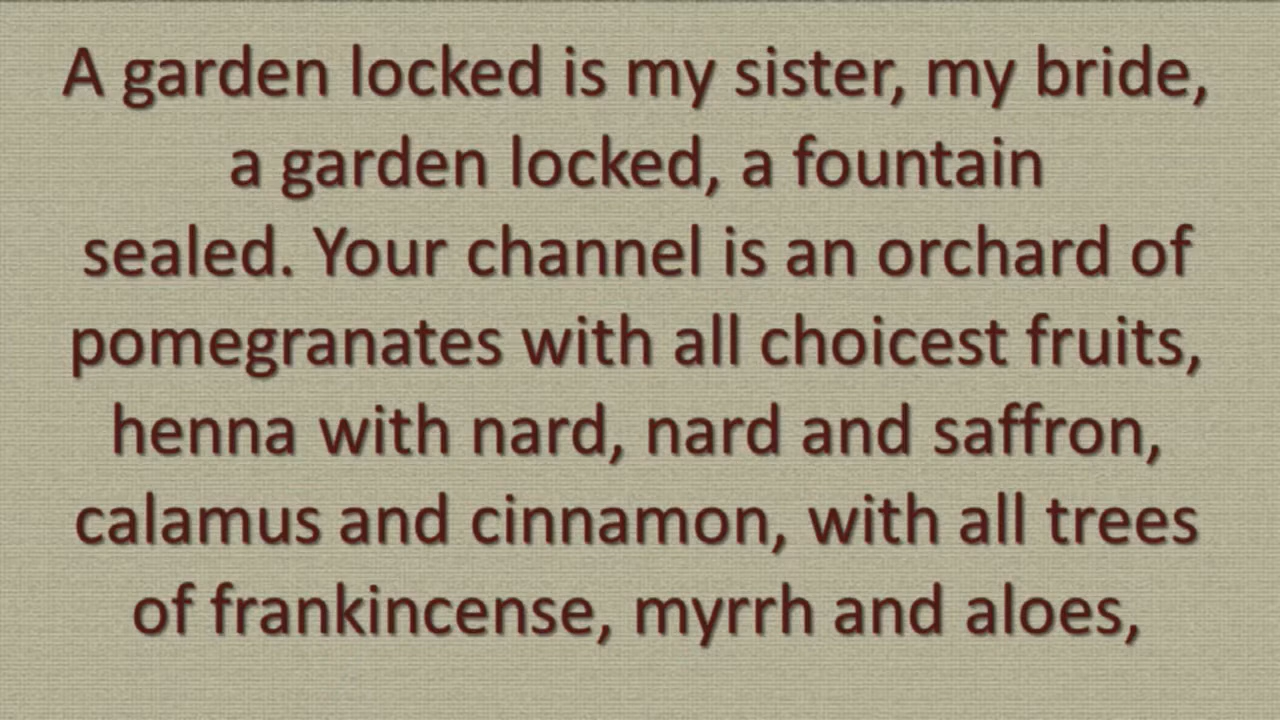 A garden locked is my sister, my bride,
a garden locked, a fountain
sealed. Your channel is an orchard of
pomegranates with all choicest fruits,
henna with nard, nard and saffron,
calamus and cinnamon, with all trees
of frankincense, myrrh and aloes,